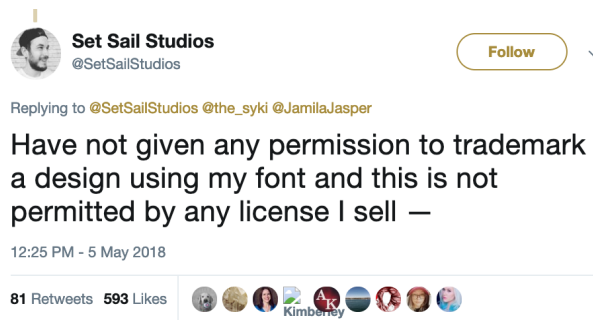 Set Sail Studios
@SetSailStudios
Follow
Replying to @SetSailStudios @the_syki @JamilaJasper
Have not given any permission to trademark
a design using my font and this is not
permitted by any license I sell —
12:25 PM - 5 May 2018
81 Retweets 593 Likes
AK
Kimberley